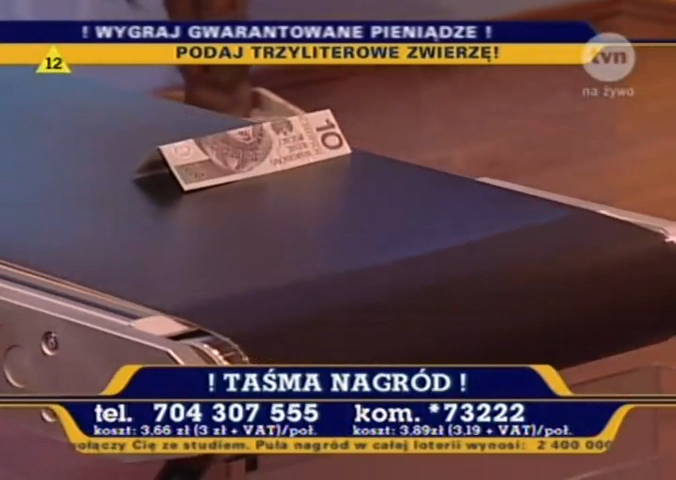 ! WYGRAJ GWARANTOWANE PIENIĄDZE !
PODAJ TRZYLITEROWE ZWIERZĘ!
12
tvn
na żywo
10
! TAŚMA NAGRÓD !
tel. 704 307 555 kom. *73222
koszt: 3,66 zł (3 zł + VAT)/poł. koszt: 3,89zł (3,19 + VAT)/poł.
Cię ze studiem. Pula nagród w całej loterii wynosi: 2 400 000